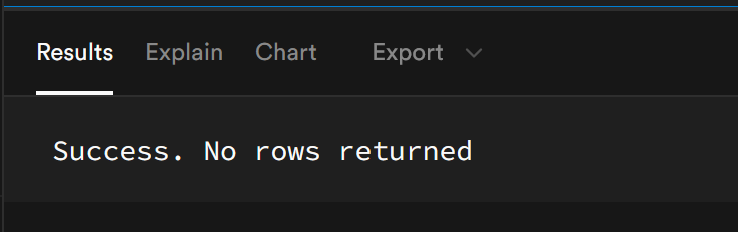 Results Explain Chart Export
Success. No rows returned